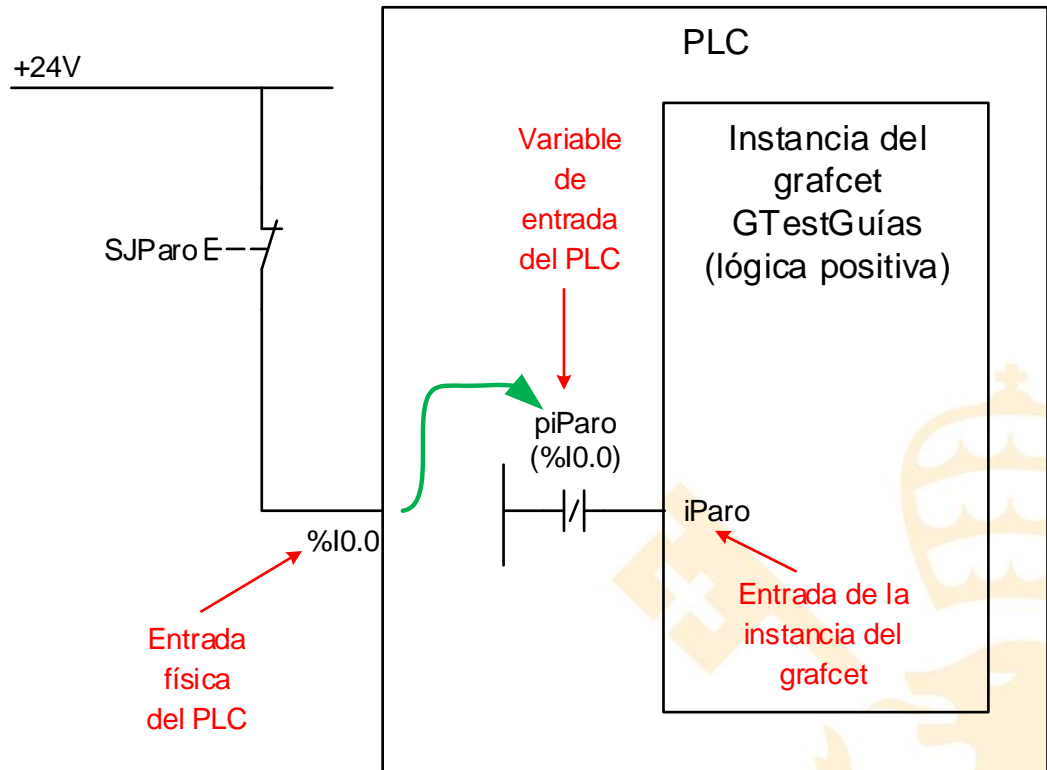 PLC
+24V
Instancia del
grafcet
GTestGuías
(lógica positiva)
Variable
de
entrada
del PLC
SJParo
piParo
(%I0.0)
%I0.0
iParo
Entrada
física
del PLC
Entrada de la
instancia del
grafcet